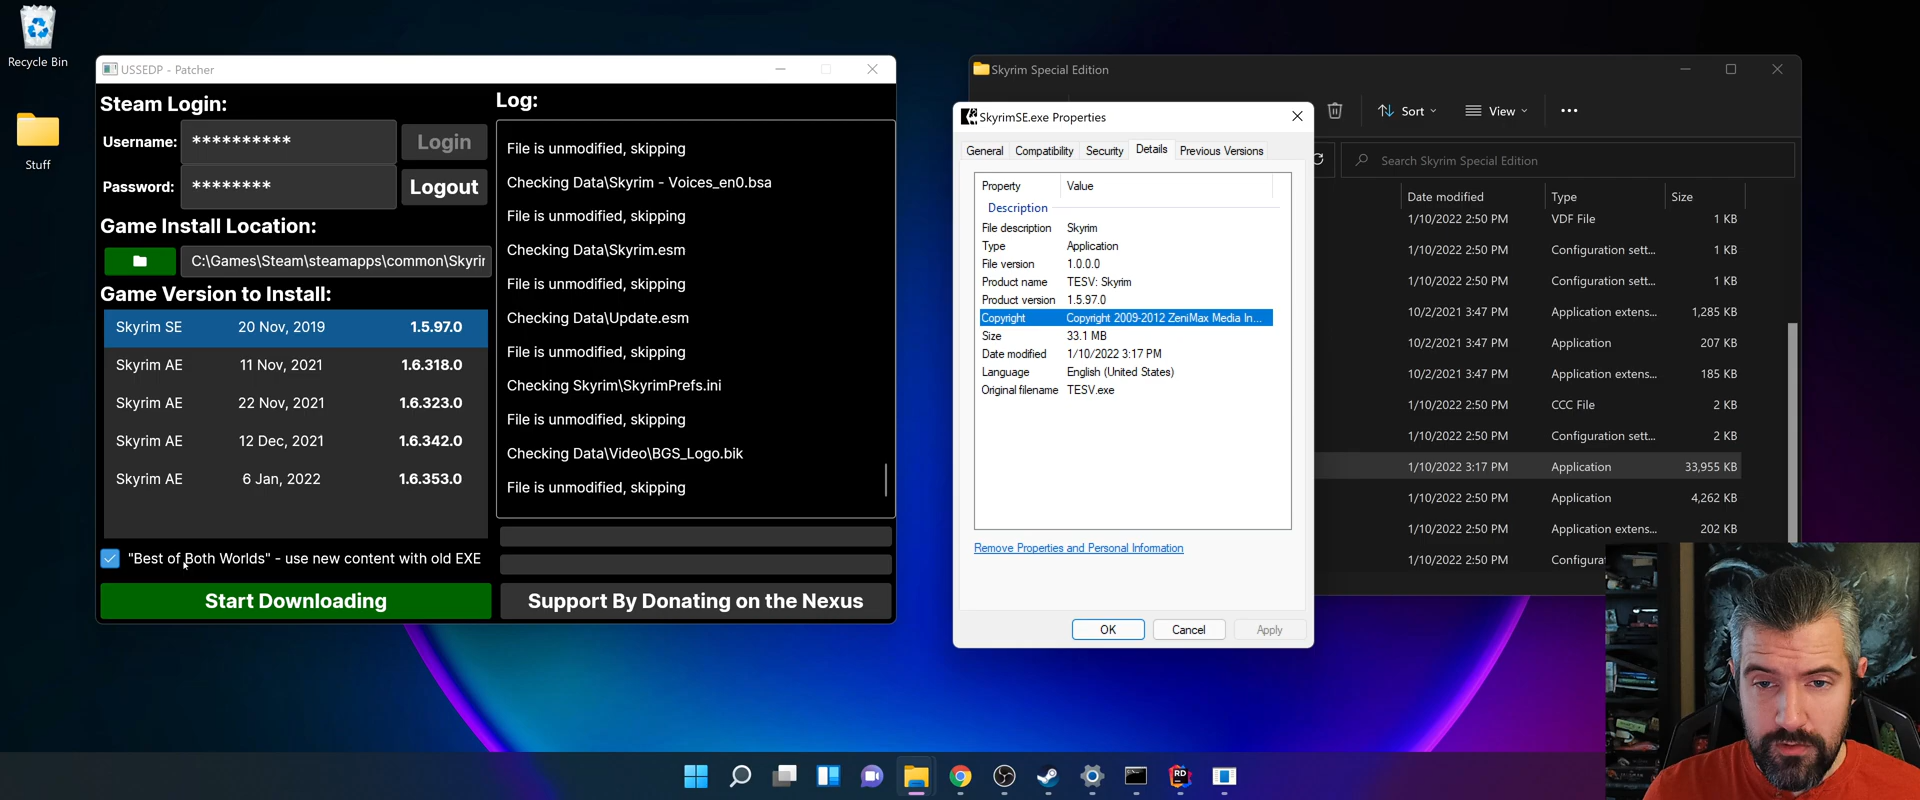 Recycle Bin
Stuff
USSEDP - Patcher
Steam Login:
Username: ********** Login
Password: ******** Logout
Game Install Location:
C:\Games\Steam\steamapps\common\Skyrir
Game Version to Install:
Skyrim SE 20 Nov, 2019 1.5.97.0
Skyrim AE 11 Nov, 2021 1.6.318.0
Skyrim AE 22 Nov, 2021 1.6.323.0
Skyrim AE 12 Dec, 2021 1.6.342.0
Skyrim AE 6 Jan, 2022 1.6.353.0
"Best of Both Worlds" - use new content with old EXE
Start Downloading
Log:
File is unmodified, skipping
Checking Data\Skyrim - Voices_en0.bsa
File is unmodified, skipping
Checking Data\Skyrim.esm
File is unmodified, skipping
Checking Data\Update.esm
File is unmodified, skipping
Checking Skyrim\SkyrimPrefs.ini
File is unmodified, skipping
Checking Data\Video\BGS_Logo.bik
File is unmodified, skipping
Support By Donating on the Nexus
SkyrimSE.exe Properties
General Compatibility Security Details Previous Versions
Property Value
Description
File description Skyrim
Type Application
File version 1.0.0.0
Product name TESV: Skyrim
Product version 1.5.97.0
Copyright Copyright 2009-2012 ZeniMax Media In...
Size 33.1 MB
Date modified 1/10/2022 3:17 PM
Language English (United States)
Original filename TESV.exe
Remove Properties and Personal Information
OK Cancel Apply
Skyrim Special Edition
Sort View
Search Skyrim Special Edition
Date modified Type Size
1/10/2022 2:50 PM VDF File 1 KB
1/10/2022 2:50 PM Configuration sett... 1 KB
1/10/2022 2:50 PM Configuration sett... 1 KB
10/2/2021 3:47 PM Application extens... 1,285 KB
10/2/2021 3:47 PM Application 207 KB
10/2/2021 3:47 PM Application extens... 185 KB
1/10/2022 2:50 PM CCC File 2 KB
1/10/2022 2:50 PM Configuration sett... 2 KB
1/10/2022 3:17 PM Application 33,955 KB
1/10/2022 2:50 PM Application 4,262 KB
1/10/2022 2:50 PM Application extens... 202 KB
1/10/2022 2:50 PM Configura
RD